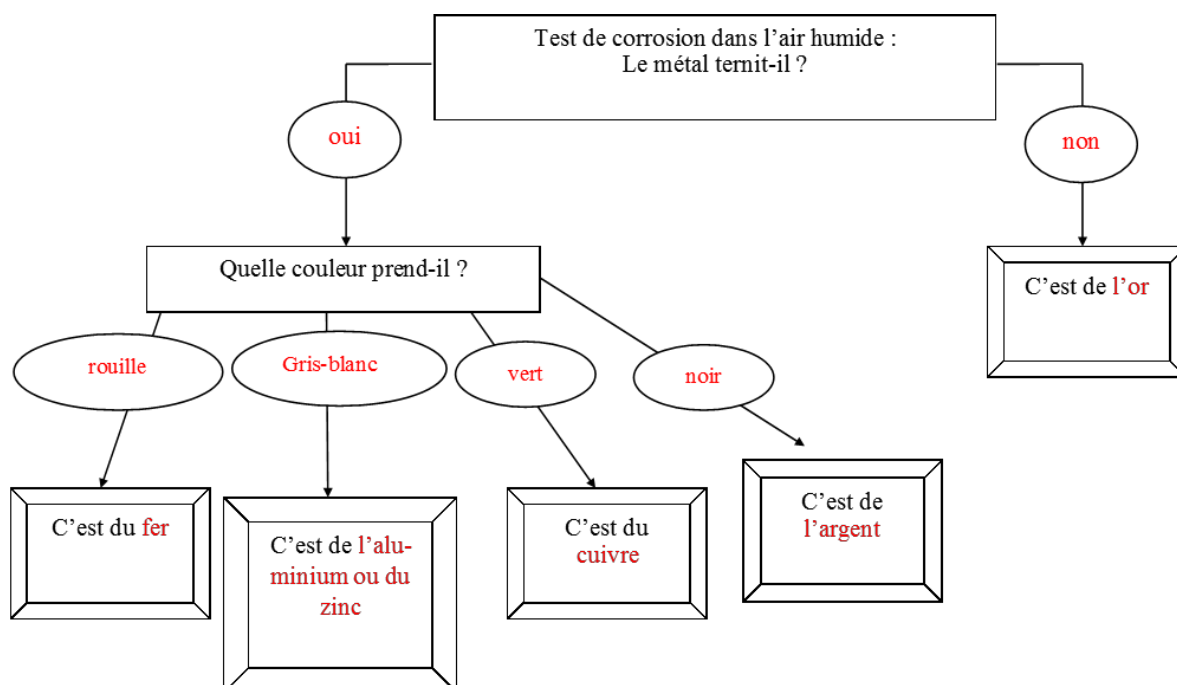 Test de corrosion dans l’air humide :
Le métal ternit-il ?
oui
non
Quelle couleur prend-il ?
C’est de l’or
rouille
Gris-blanc
vert
noir
C’est du fer
C’est de l’alu-
minium ou du
zinc
C’est du
cuivre
C’est de
l’argent